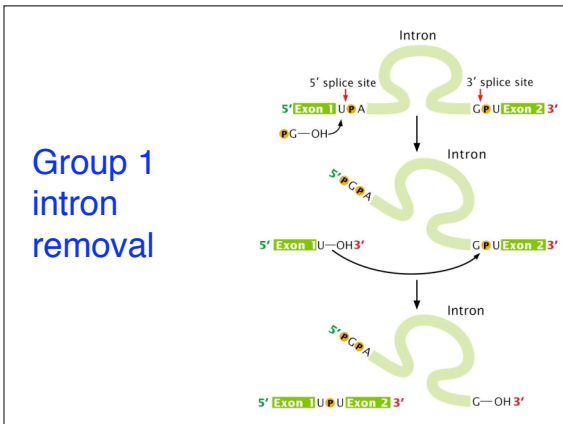 Group 1
intron
removal
Intron
5′ splice site
3′ splice site
5′ Exon 1 U P A
G P U Exon 2 3′
P G—OH
Intron
5′ P G P A
5′ Exon 1 U—OH 3′
G P U Exon 2 3′
Intron
5′ P G P A
5′ Exon 1 U P U Exon 2 3′
G—OH 3′